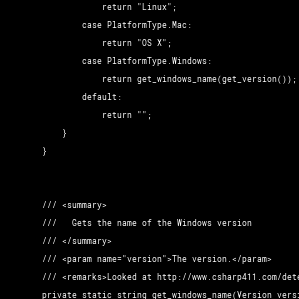 return "Linux";
case PlatformType.Mac:
return "OS X";
case PlatformType.Windows:
return get_windows_name(get_version());
default:
return "";
}
}
/// <summary>
///   Gets the name of the Windows version
/// </summary>
/// <param name="version">The version.</param>
/// <remarks>Looked at http://www.csharp411.com/dete
private static string get_windows_name(Version versi